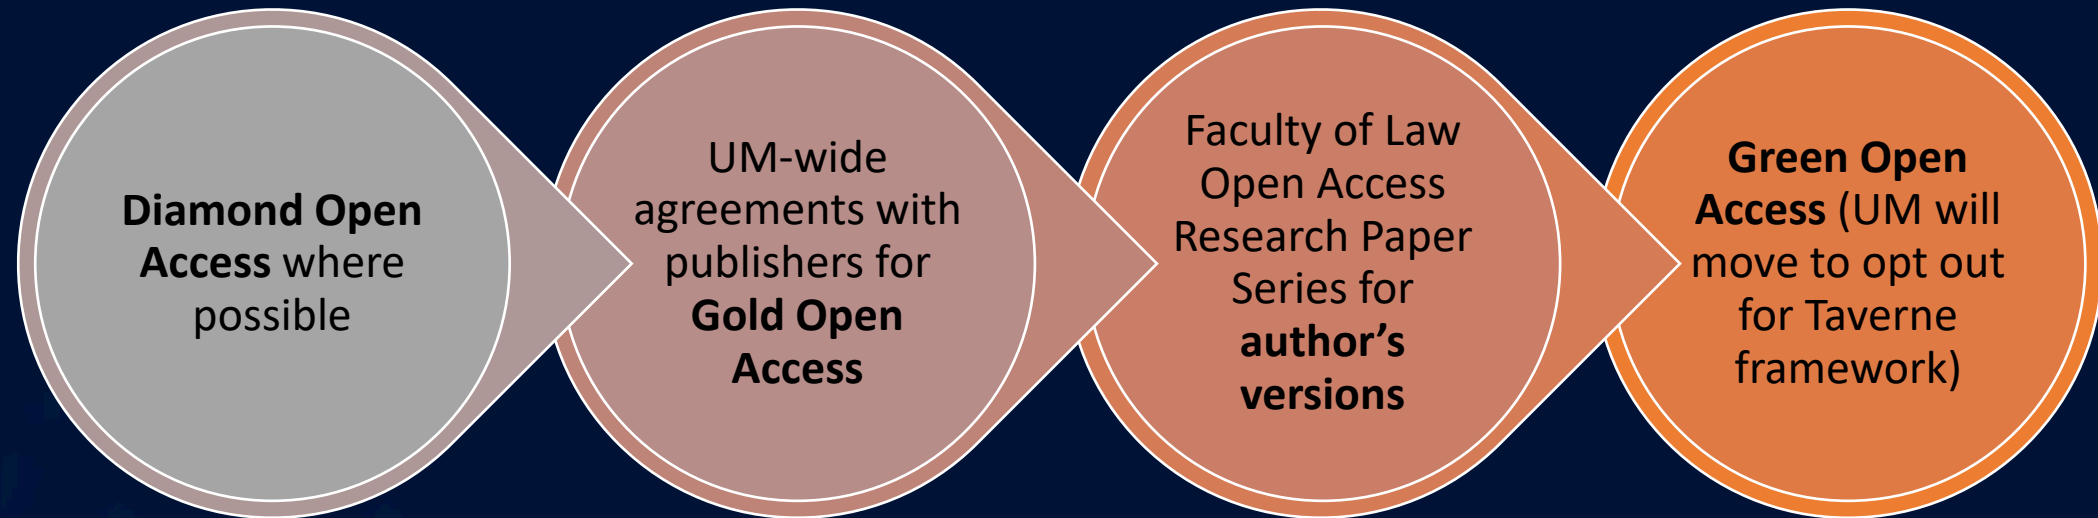 Diamond Open
Access where
possible
UM-wide
agreements with
publishers for
Gold Open
Access
Faculty of Law
Open Access
Research Paper
Series for
author’s
versions
Green Open
Access (UM will
move to opt out
for Taverne
framework)